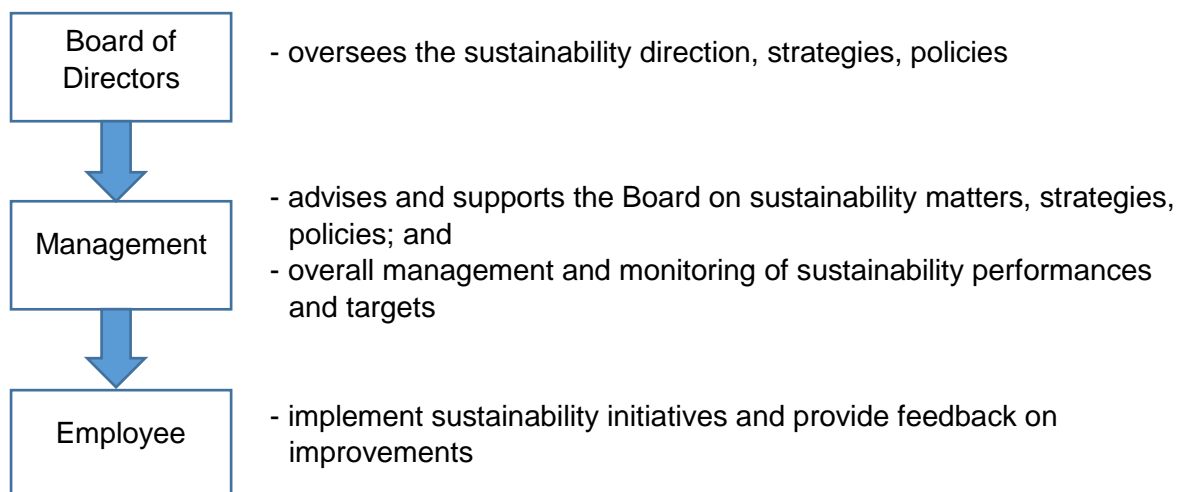 Board of
Directors
- oversees the sustainability direction, strategies, policies
Management
- advises and supports the Board on sustainability matters, strategies,
policies; and
- overall management and monitoring of sustainability performances
and targets
Employee
- implement sustainability initiatives and provide feedback on
improvements